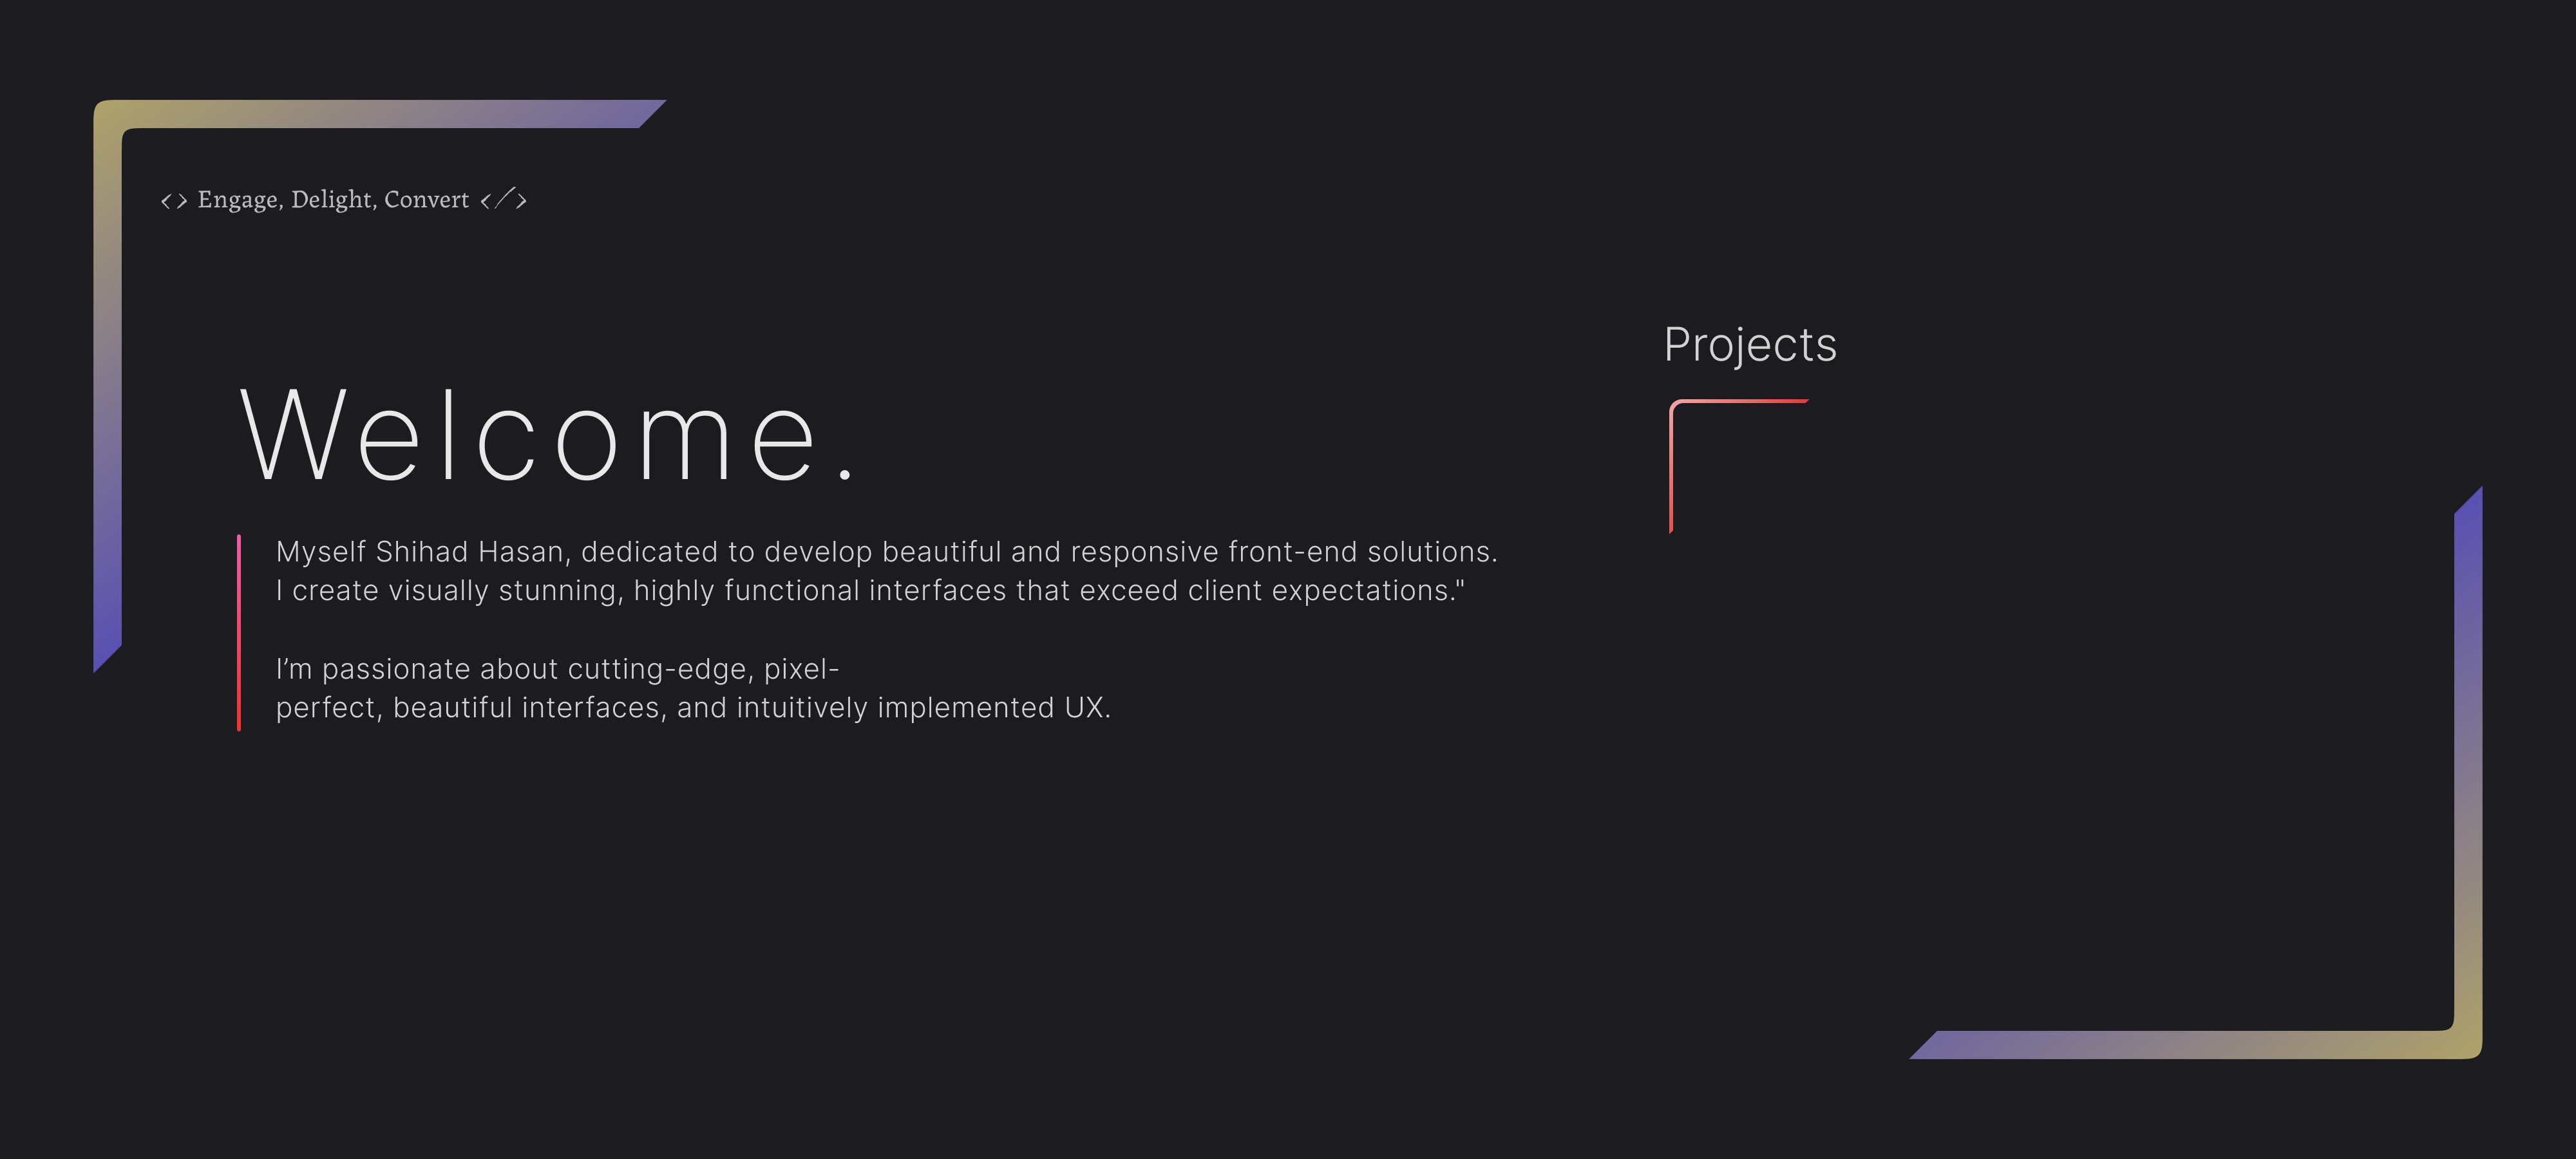 <> Engage, Delight, Convert </>
Welcome.
Myself Shihad Hasan, dedicated to develop beautiful and responsive front-end solutions.
I create visually stunning, highly functional interfaces that exceed client expectations."
I’m passionate about cutting-edge, pixel-
perfect, beautiful interfaces, and intuitively implemented UX.
Projects